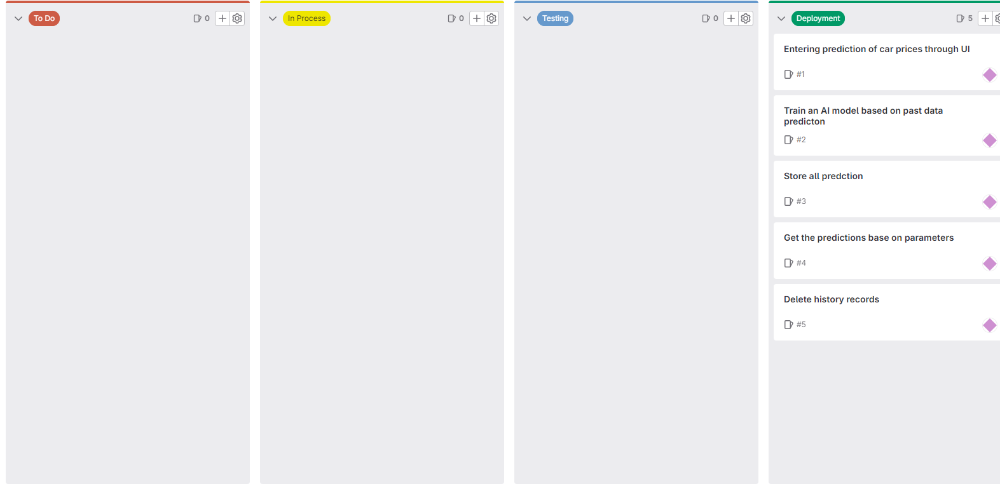 To Do
0
In Process
0
Testing
0
Deployment
5
Entering prediction of car prices through UI
#1
Train an AI model based on past data
predicton
#2
Store all predction
#3
Get the predictions base on parameters
#4
Delete history records
#5